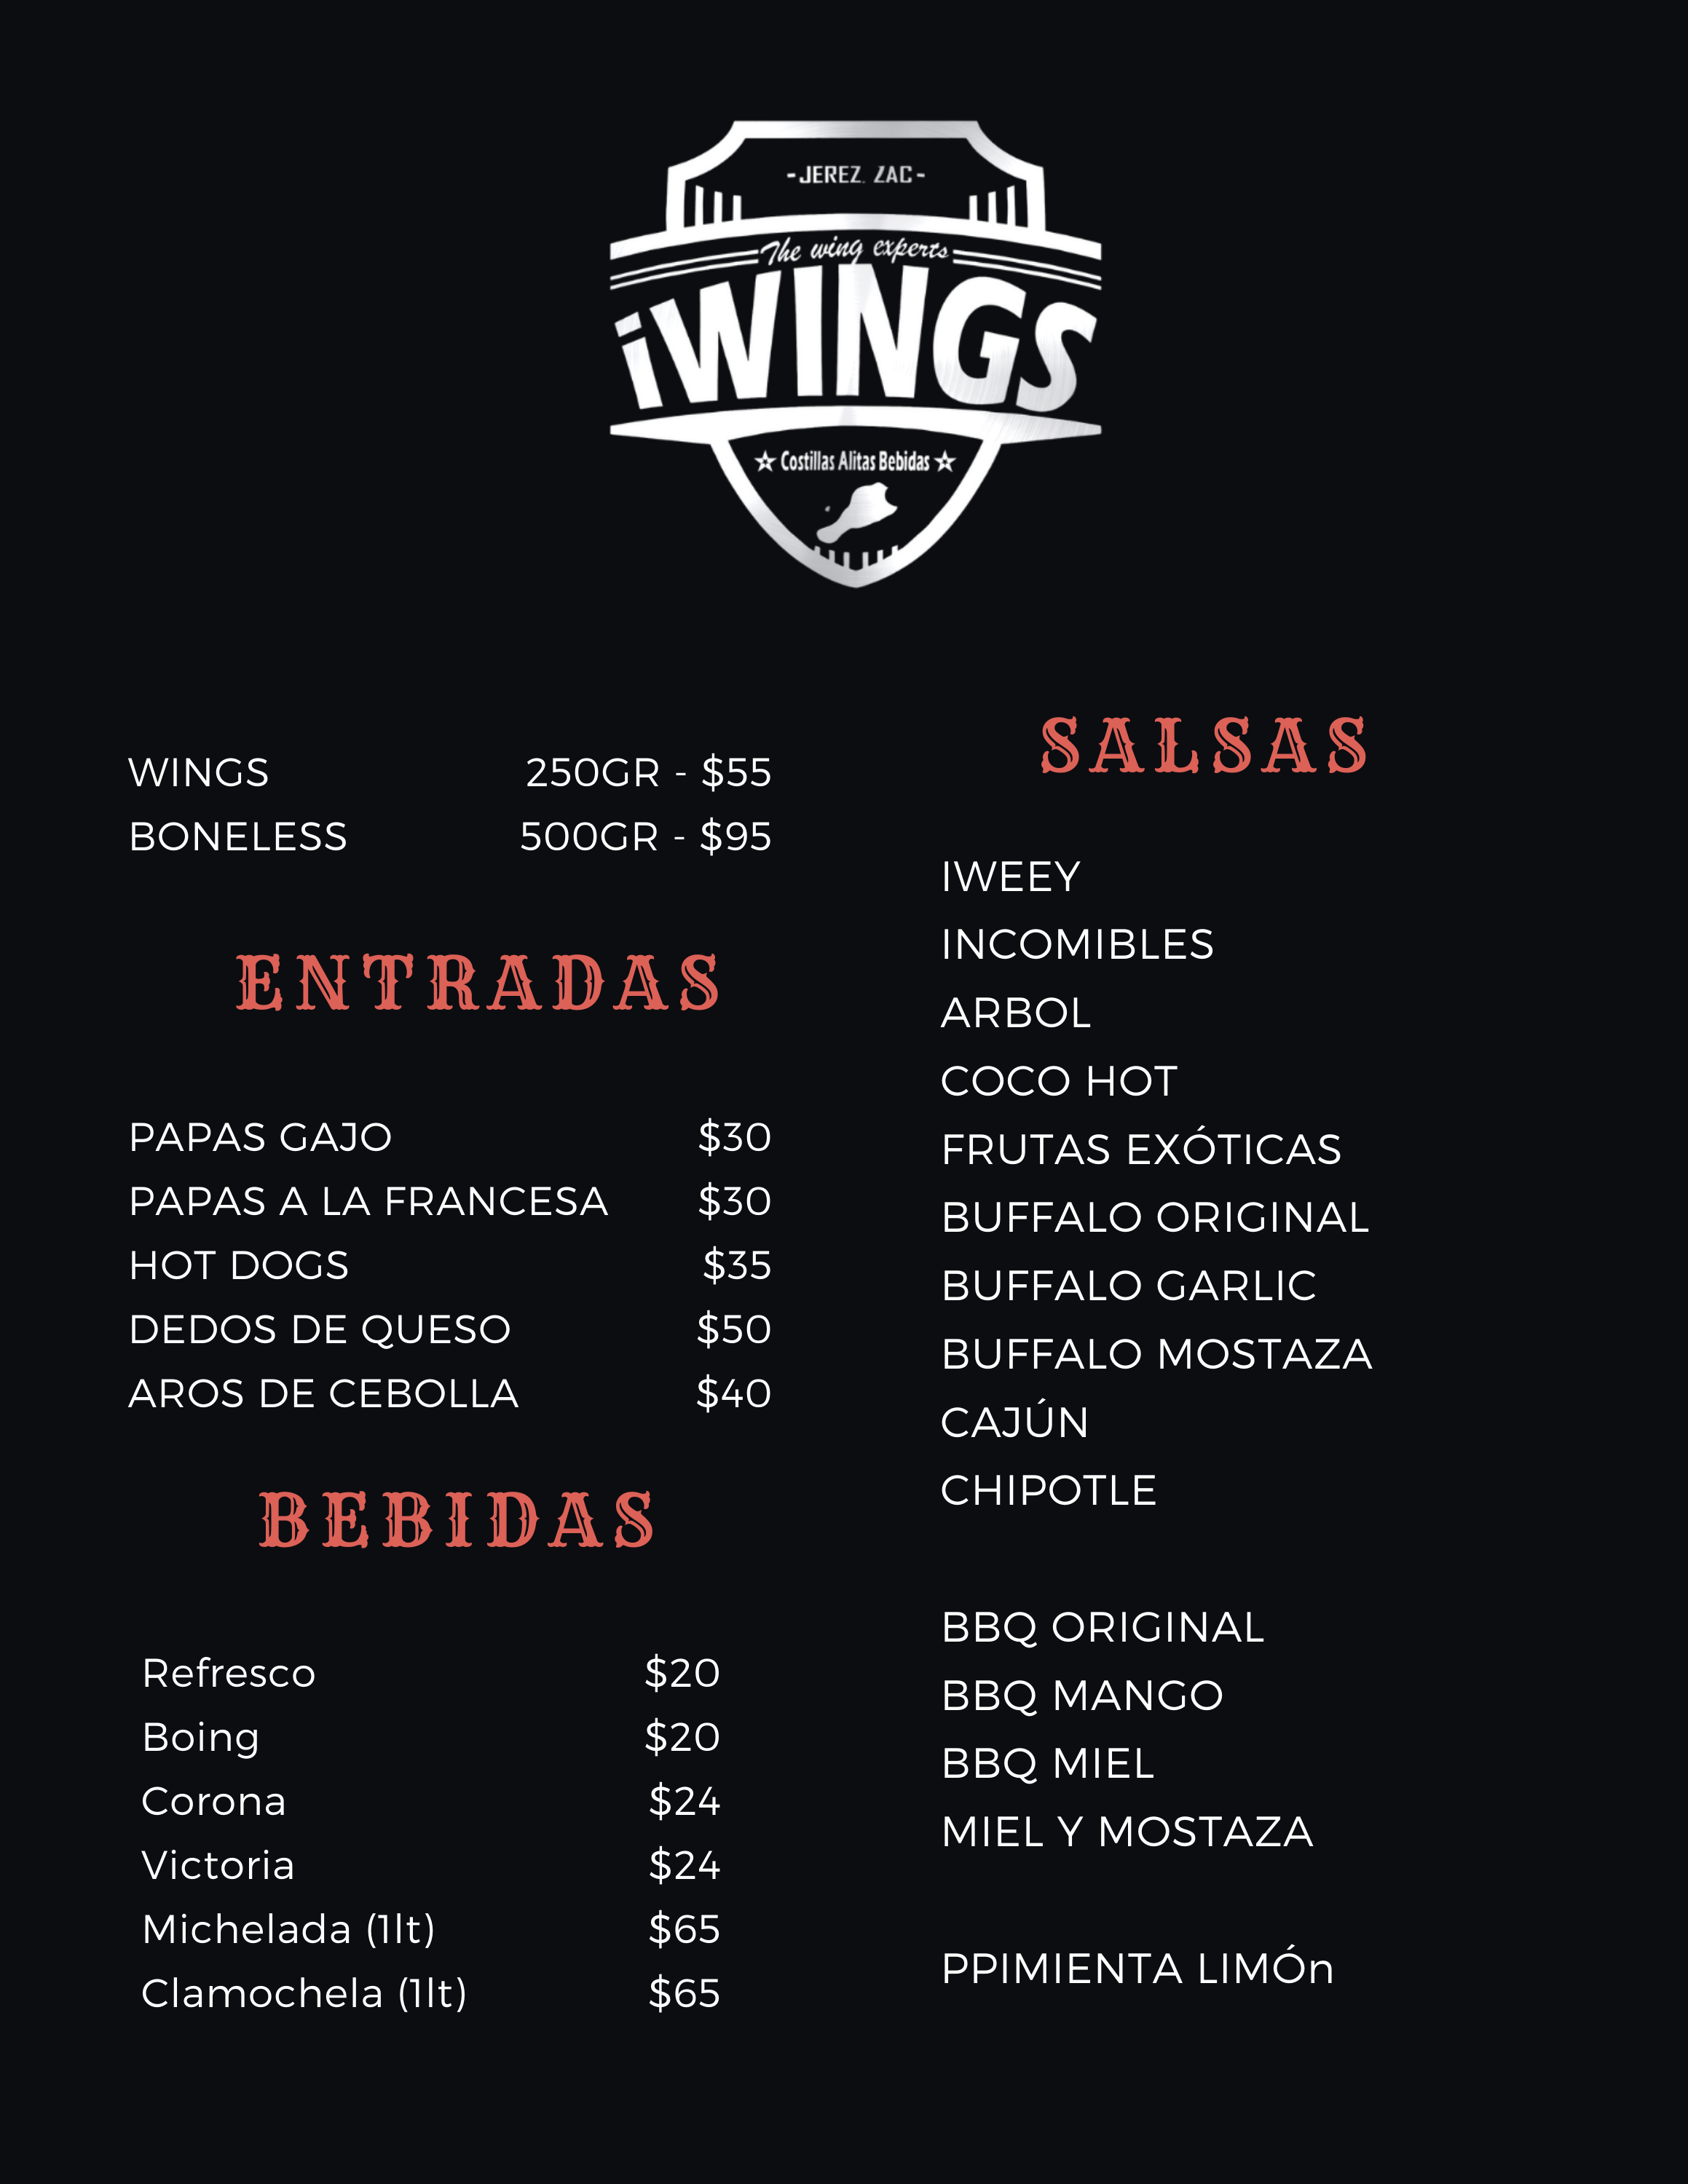 -JEREZ. ZAC-
The wing experts
iWINGS
☆ Costillas Alitas Bebidas ☆
WINGS 250GR - $55
BONELESS 500GR - $95
ENTRADAS
PAPAS GAJO $30
PAPAS A LA FRANCESA $30
HOT DOGS $35
DEDOS DE QUESO $50
AROS DE CEBOLLA $40
BEBIDAS
Refresco $20
Boing $20
Corona $24
Victoria $24
Michelada (1lt) $65
Clamochela (1lt) $65
SALSAS
IWEEY
INCOMIBLES
ARBOL
COCO HOT
FRUTAS EXÓTICAS
BUFFALO ORIGINAL
BUFFALO GARLIC
BUFFALO MOSTAZA
CAJÚN
CHIPOTLE
BBQ ORIGINAL
BBQ MANGO
BBQ MIEL
MIEL Y MOSTAZA
PPIMIENTA LIMÓn